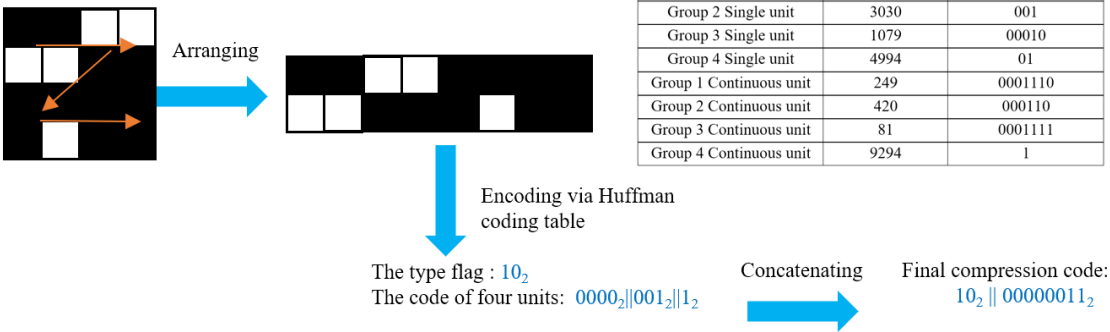 Arranging
Group 2 Single unit 3030 001
Group 3 Single unit 1079 00010
Group 4 Single unit 4994 01
Group 1 Continuous unit 249 0001110
Group 2 Continuous unit 420 000110
Group 3 Continuous unit 81 0001111
Group 4 Continuous unit 9294 1
Encoding via Huffman
coding table
The type flag : 10₂
The code of four units: 0000₂||001₂||1₂
Concatenating
Final compression code:
10₂ || 00000011₂